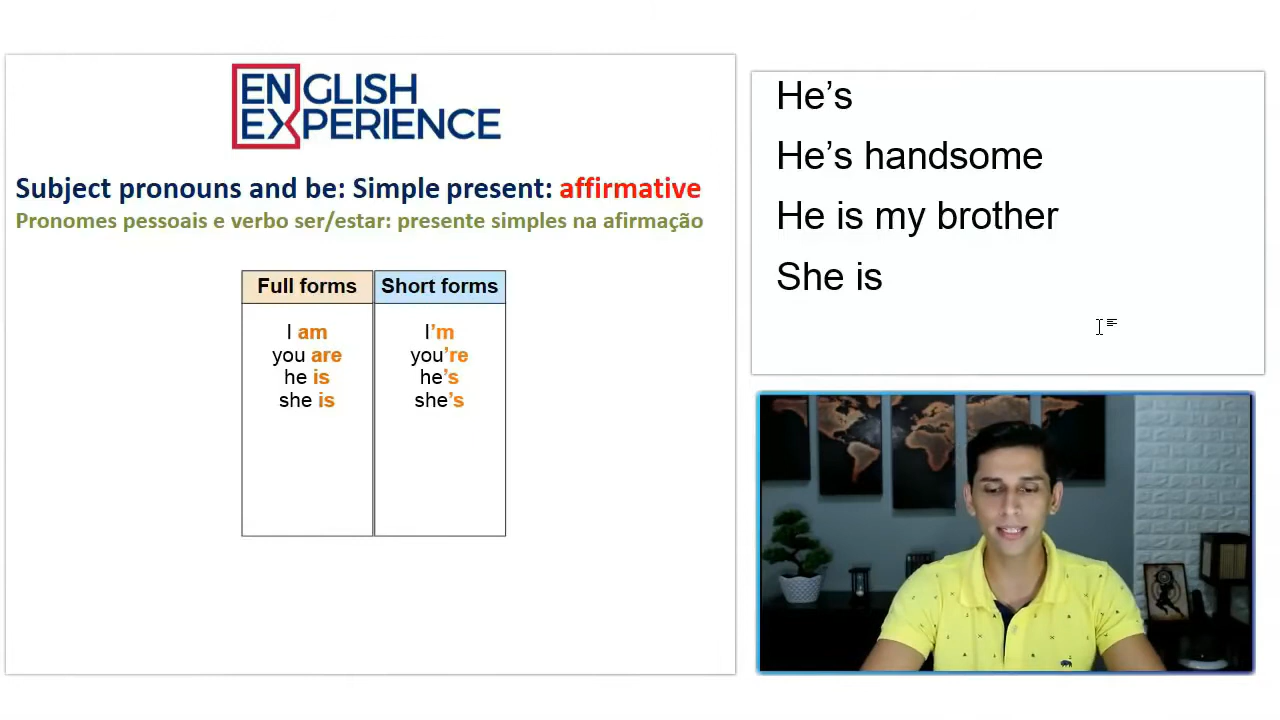 ENGLISH
EXPERIENCE
Subject pronouns and be: Simple present: affirmative
Pronomes pessoais e verbo ser/estar: presente simples na afirmação
Full forms Short forms
I am I’m
you are you’re
he is he’s
she is she’s
He’s
He’s handsome
He is my brother
She is